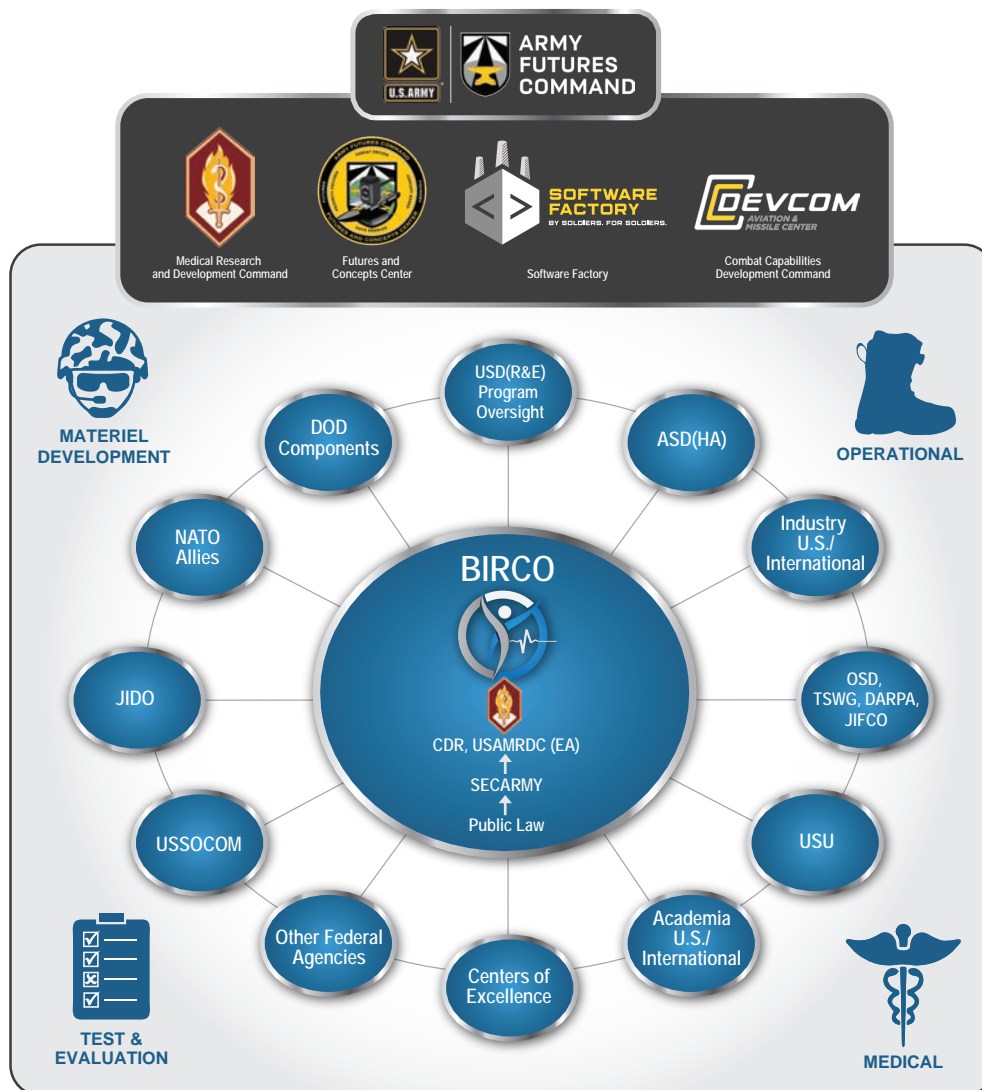 U.S.ARMY
ARMY
FUTURES
COMMAND
SOFTWARE
FACTORY
BY SOLDIERS. FOR SOLDIERS.
DEVCOM
AVIATION &
MISSILE CENTER
Medical Research
and Development Command
Futures and
Concepts Center
Software Factory
Combat Capabilities
Development Command
MATERIEL
DEVELOPMENT
OPERATIONAL
USD(R&E)
Program
Oversight
ASD(HA)
Industry
U.S./
International
OSD,
TSWG, DARPA,
JIFCO
USU
Academia
U.S./
International
Centers of
Excellence
Other Federal
Agencies
USSOCOM
JIDO
NATO
Allies
DOD
Components
BIRCO
CDR, USAMRDC (EA)
SECARMY
Public Law
TEST &
EVALUATION
MEDICAL